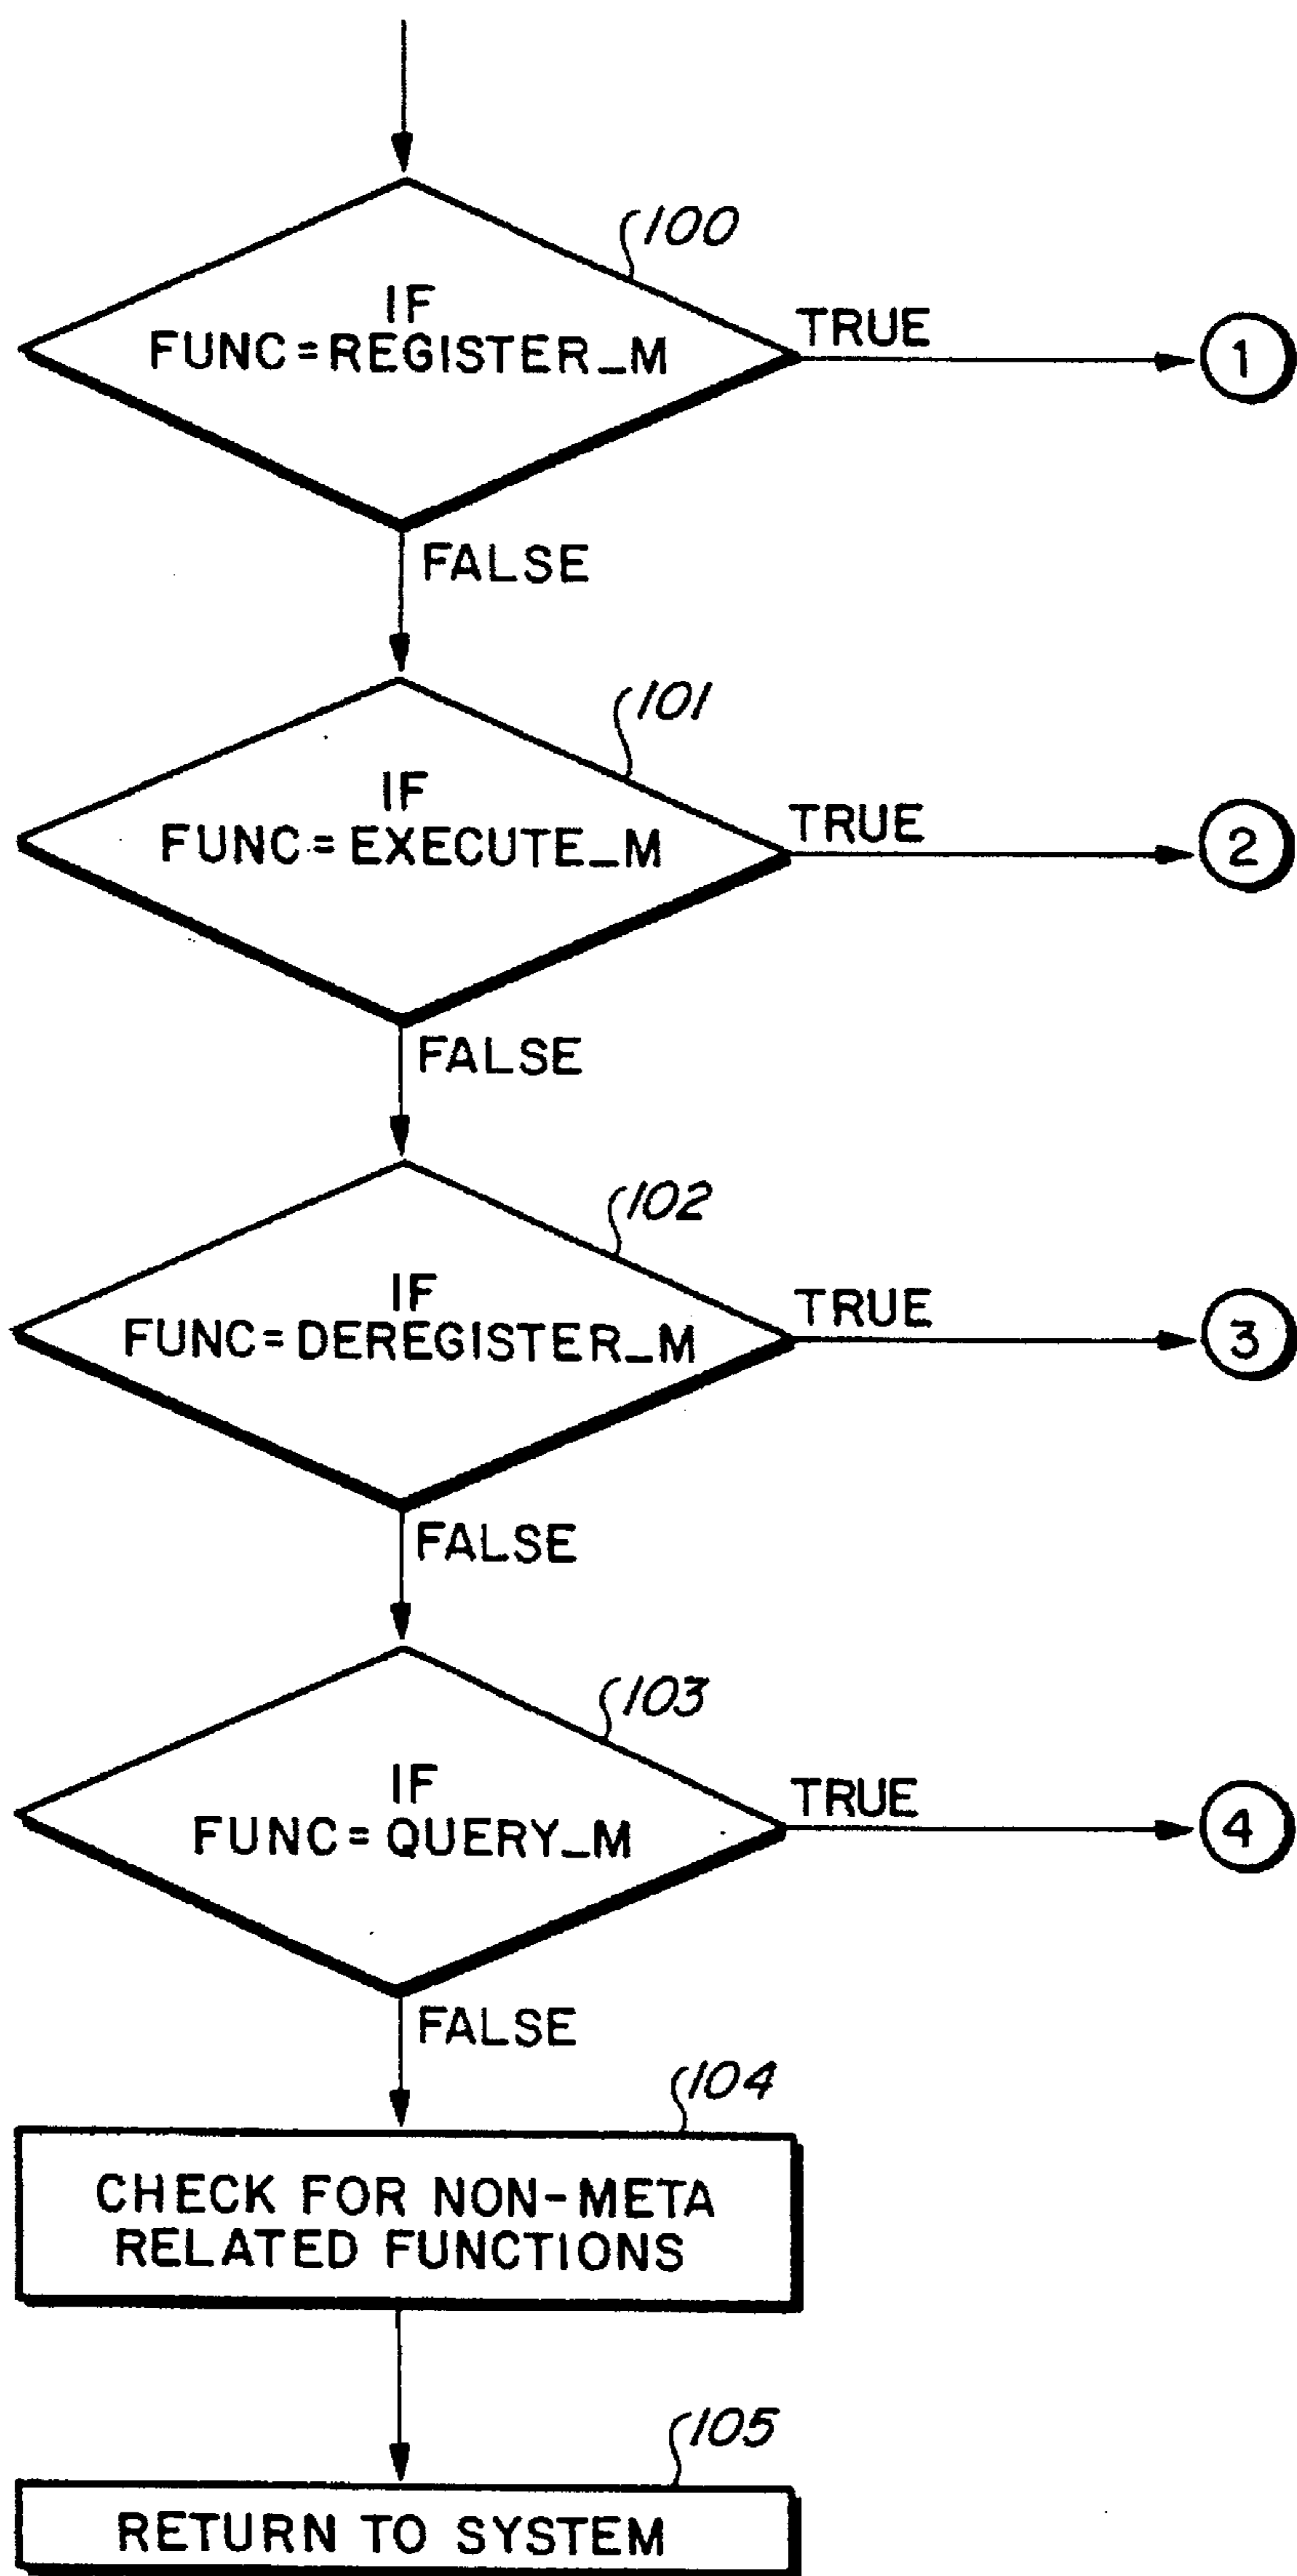 100
IF
FUNC=REGISTER_M
TRUE
1
FALSE
101
IF
FUNC=EXECUTE_M
TRUE
2
FALSE
102
IF
FUNC=DEREGISTER_M
TRUE
3
FALSE
103
IF
FUNC=QUERY_M
TRUE
4
FALSE
104
CHECK FOR NON-META
RELATED FUNCTIONS
105
RETURN TO SYSTEM